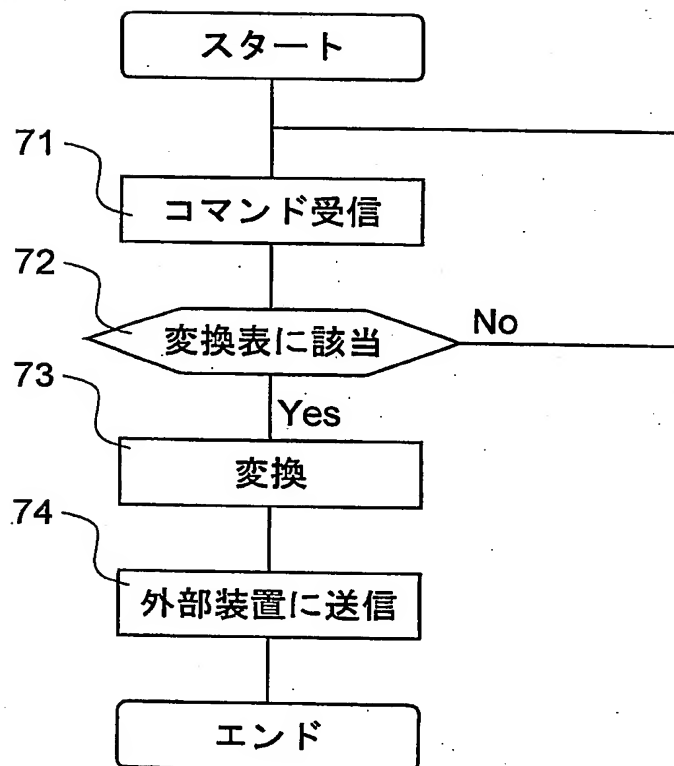 スタート
71
コマンド受信
72
変換表に該当
No
73
Yes
変換
74
外部装置に送信
エンド